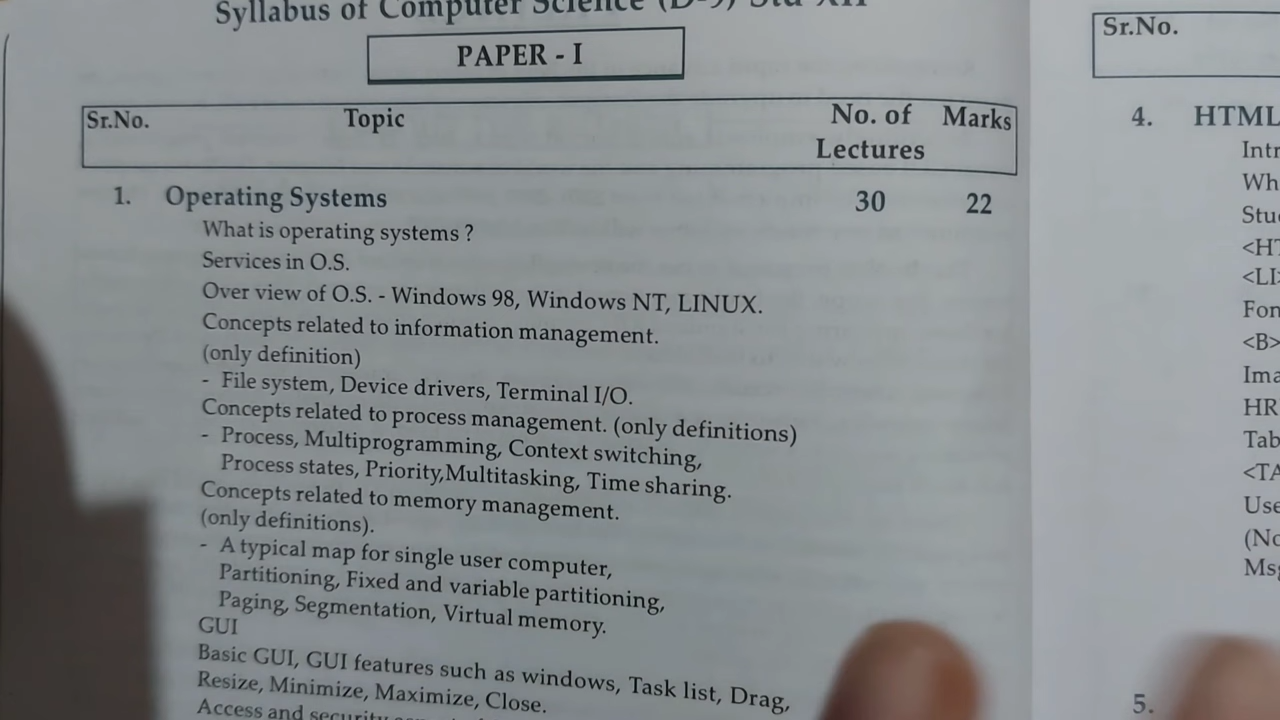 Syllabus of Computer Science (D-9) Std XII
PAPER - I
Sr.No. Topic No. of Lectures Marks
1. Operating Systems 30 22
What is operating systems ?
Services in O.S.
Over view of O.S. - Windows 98, Windows NT, LINUX.
Concepts related to information management.
(only definition)
- File system, Device drivers, Terminal I/O.
Concepts related to process management. (only definitions)
- Process, Multiprogramming, Context switching,
Process states, Priority,Multitasking, Time sharing.
Concepts related to memory management.
(only definitions).
- A typical map for single user computer,
Partitioning, Fixed and variable partitioning,
Paging, Segmentation, Virtual memory.
GUI
Basic GUI, GUI features such as windows, Task list, Drag,
Resize, Minimize, Maximize, Close.
Access and security
Sr.No.
4. HTML
HR
<B>
5.